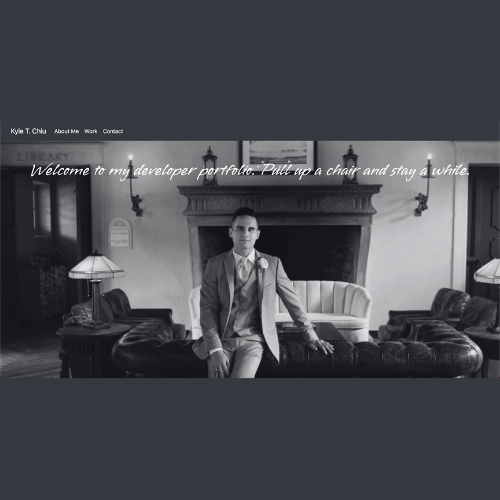 Kyle T. Chiu About Me Work Contact
LIBRARY
Welcome to my developer portfolio. Pull up a chair and stay a while.